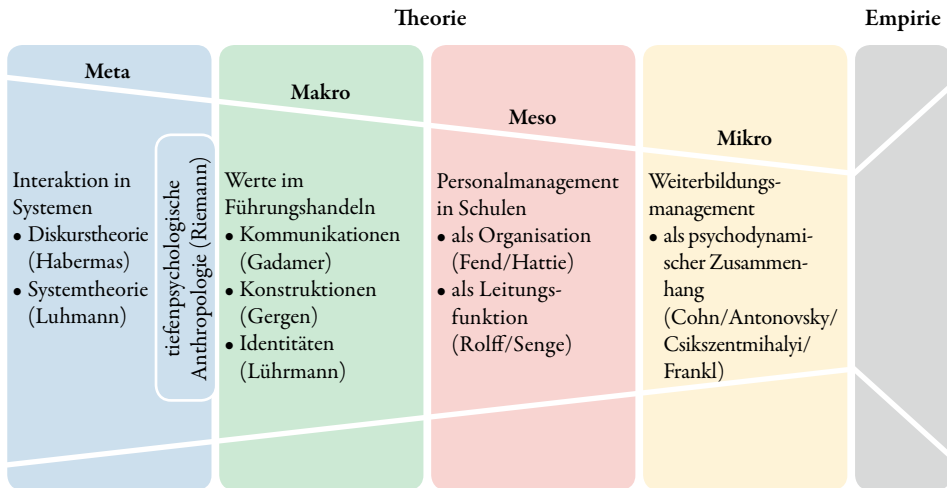 Theorie
Empirie
Meta
Interaktion in
Systemen
• Diskurstheorie
(Habermas)
• Systemtheorie
(Luhmann)
tiefenpsychologische
Anthropologie (Riemann)
Makro
Werte im
Führungshandeln
• Kommunikationen
(Gadamer)
• Konstruktionen
(Gergen)
• Identitäten
(Lührmann)
Meso
Personalmanagement
in Schulen
• als Organisation
(Fend/Hattie)
• als Leitungs-
funktion
(Rolff/Senge)
Mikro
Weiterbildungs-
management
• als psychodynami-
scher Zusammen-
hang
(Cohn/Antonovsky/
Csikszentmihalyi/
Frankl)